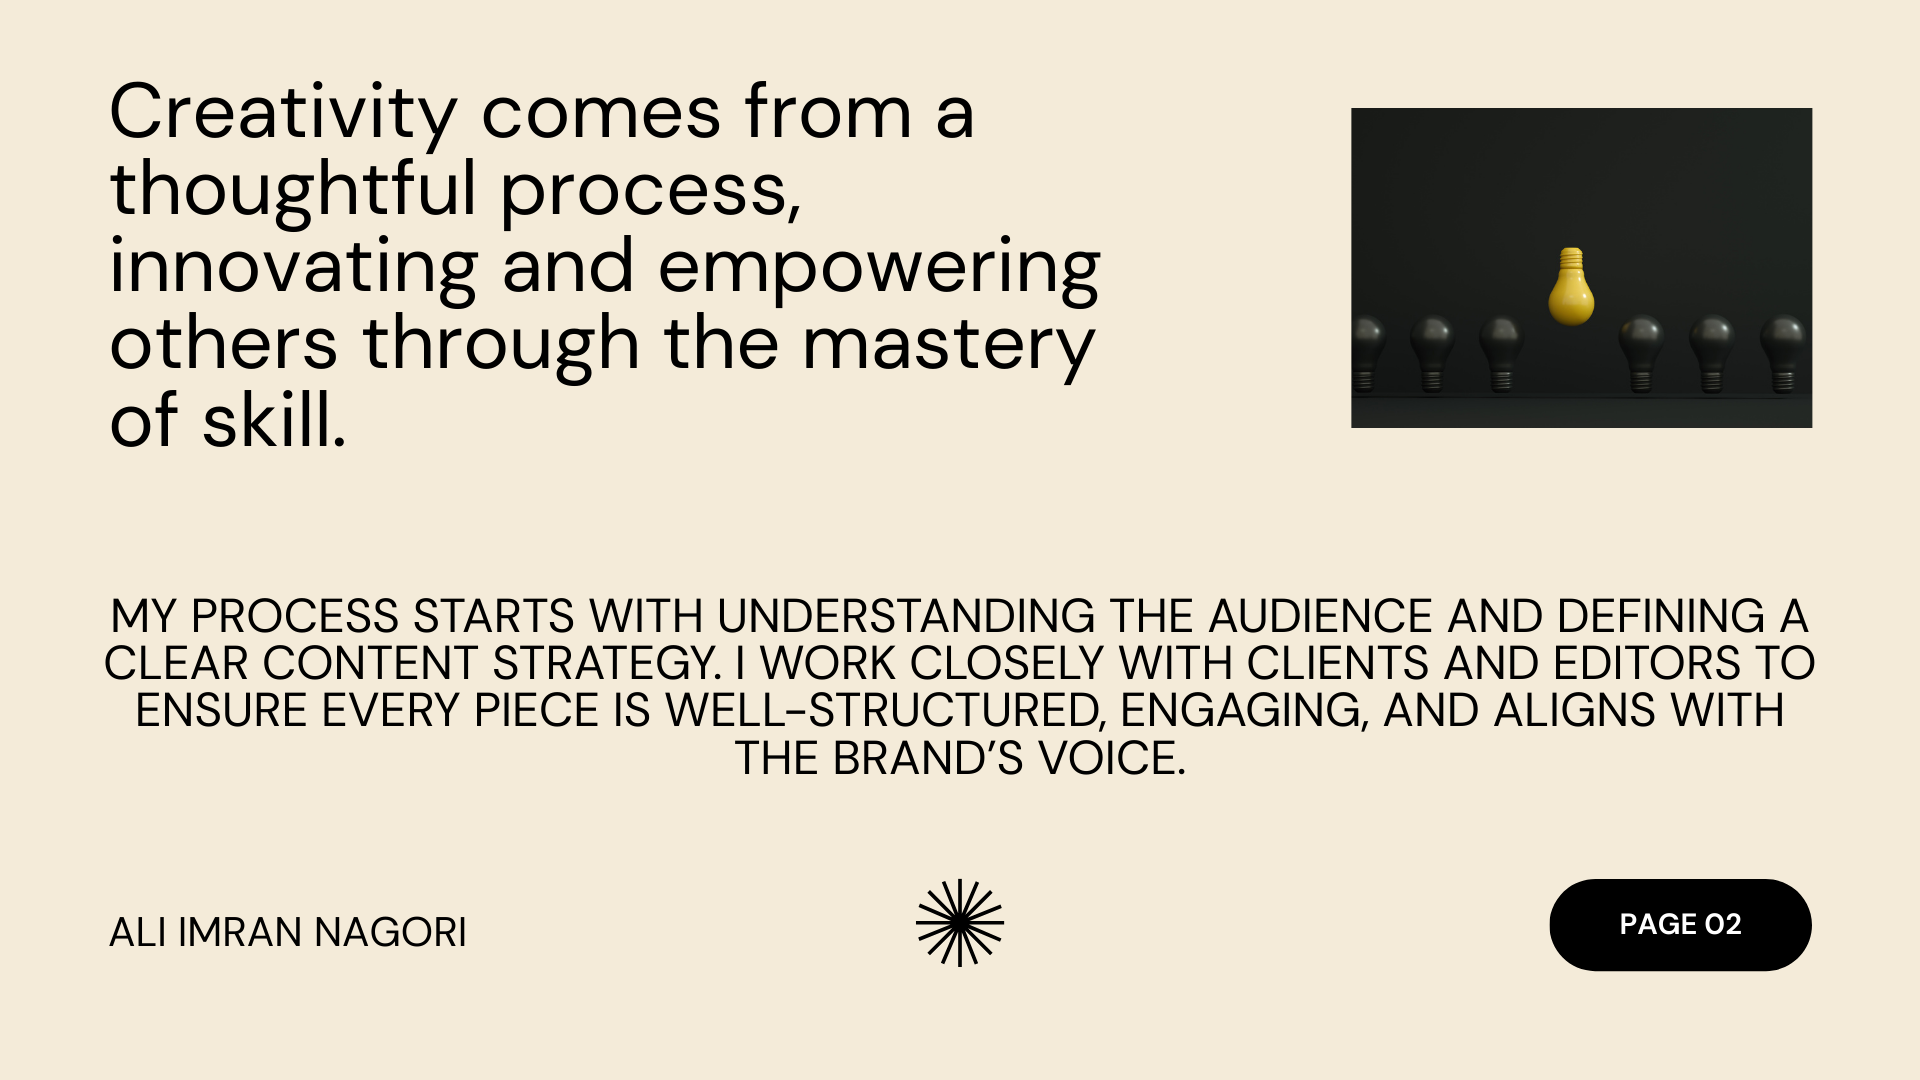 Creativity comes from a
thoughtful process,
innovating and empowering
others through the mastery
of skill.
MY PROCESS STARTS WITH UNDERSTANDING THE AUDIENCE AND DEFINING A
CLEAR CONTENT STRATEGY. I WORK CLOSELY WITH CLIENTS AND EDITORS TO
ENSURE EVERY PIECE IS WELL-STRUCTURED, ENGAGING, AND ALIGNS WITH
THE BRAND’S VOICE.
ALI IMRAN NAGORI
PAGE 02